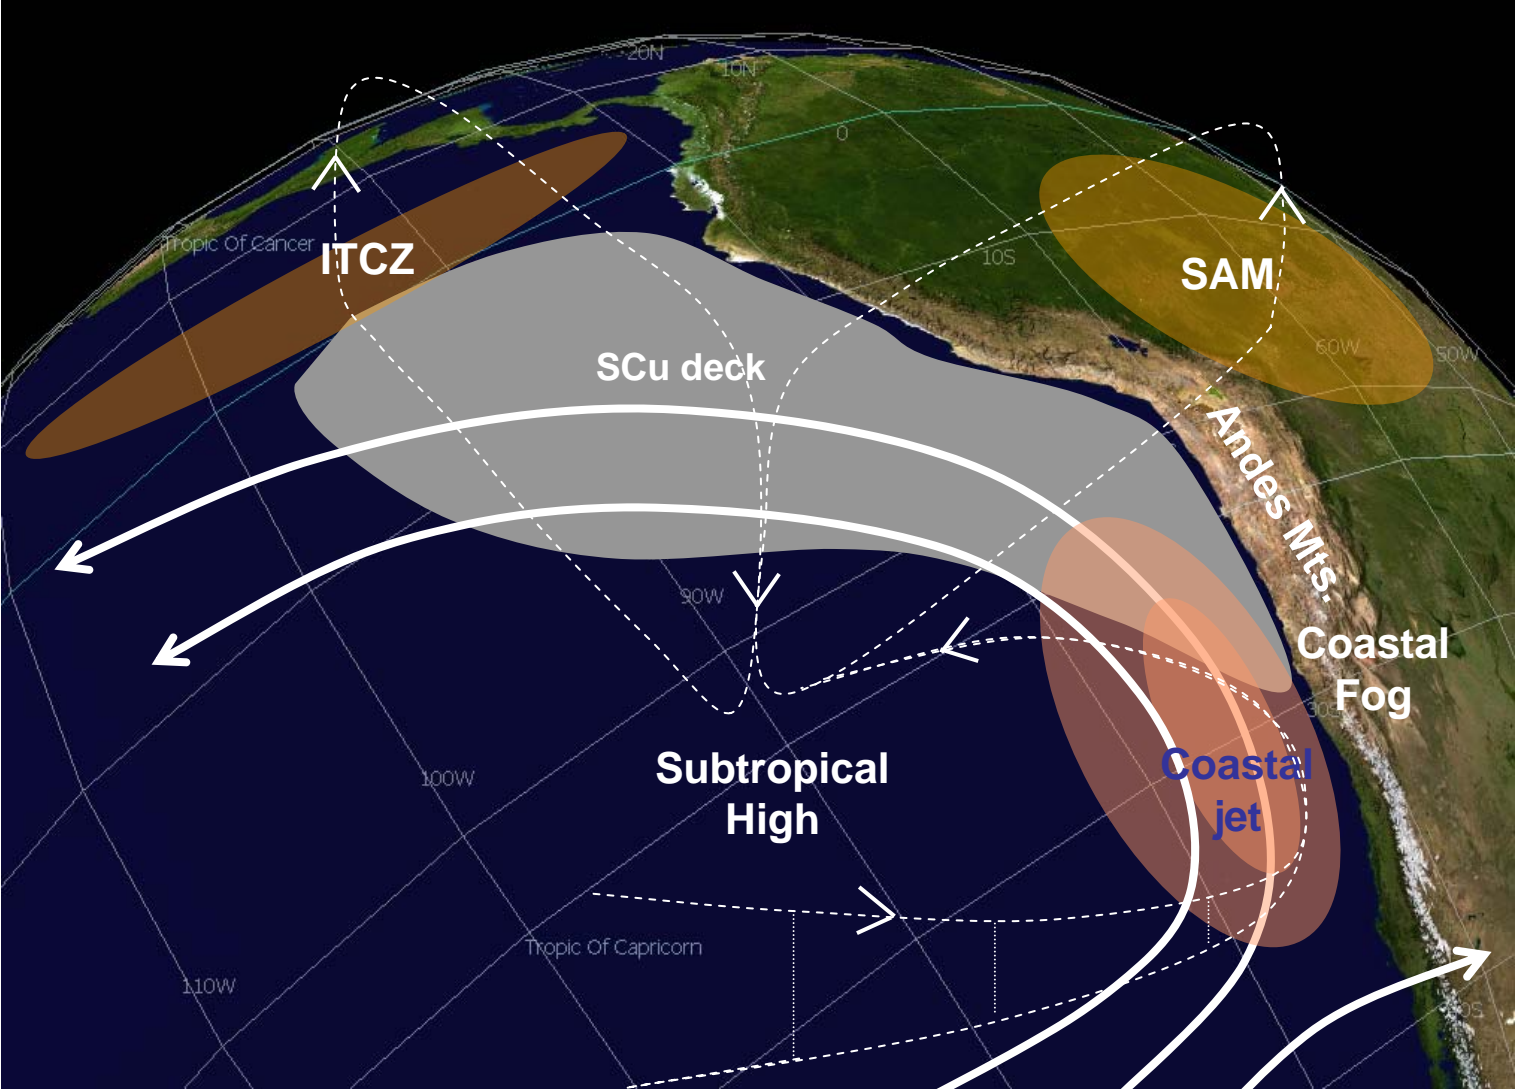 20N
10N
0
Tropic Of Cancer
ITCZ
10S
SAM
60W
50W
SCu deck
Andes Mts.
90W
Coastal
Fog
30S
Subtropical
High
Coastal
jet
100W
Tropic Of Capricorn
110W